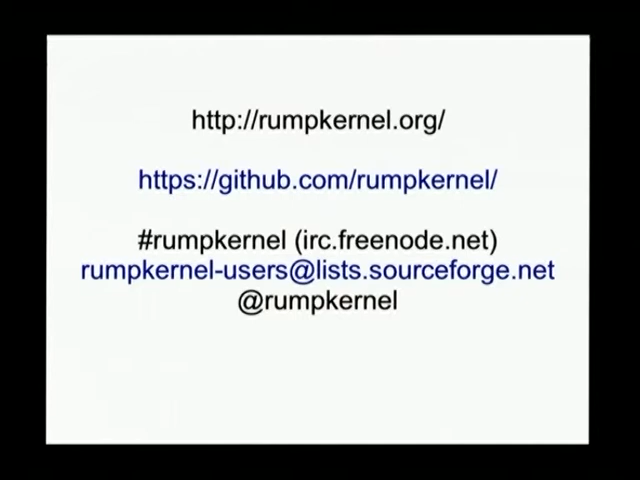 http://rumpkernel.org/
https://github.com/rumpkernel/
#rumpkernel (irc.freenode.net)
rumpkernel-users@lists.sourceforge.net
@rumpkernel